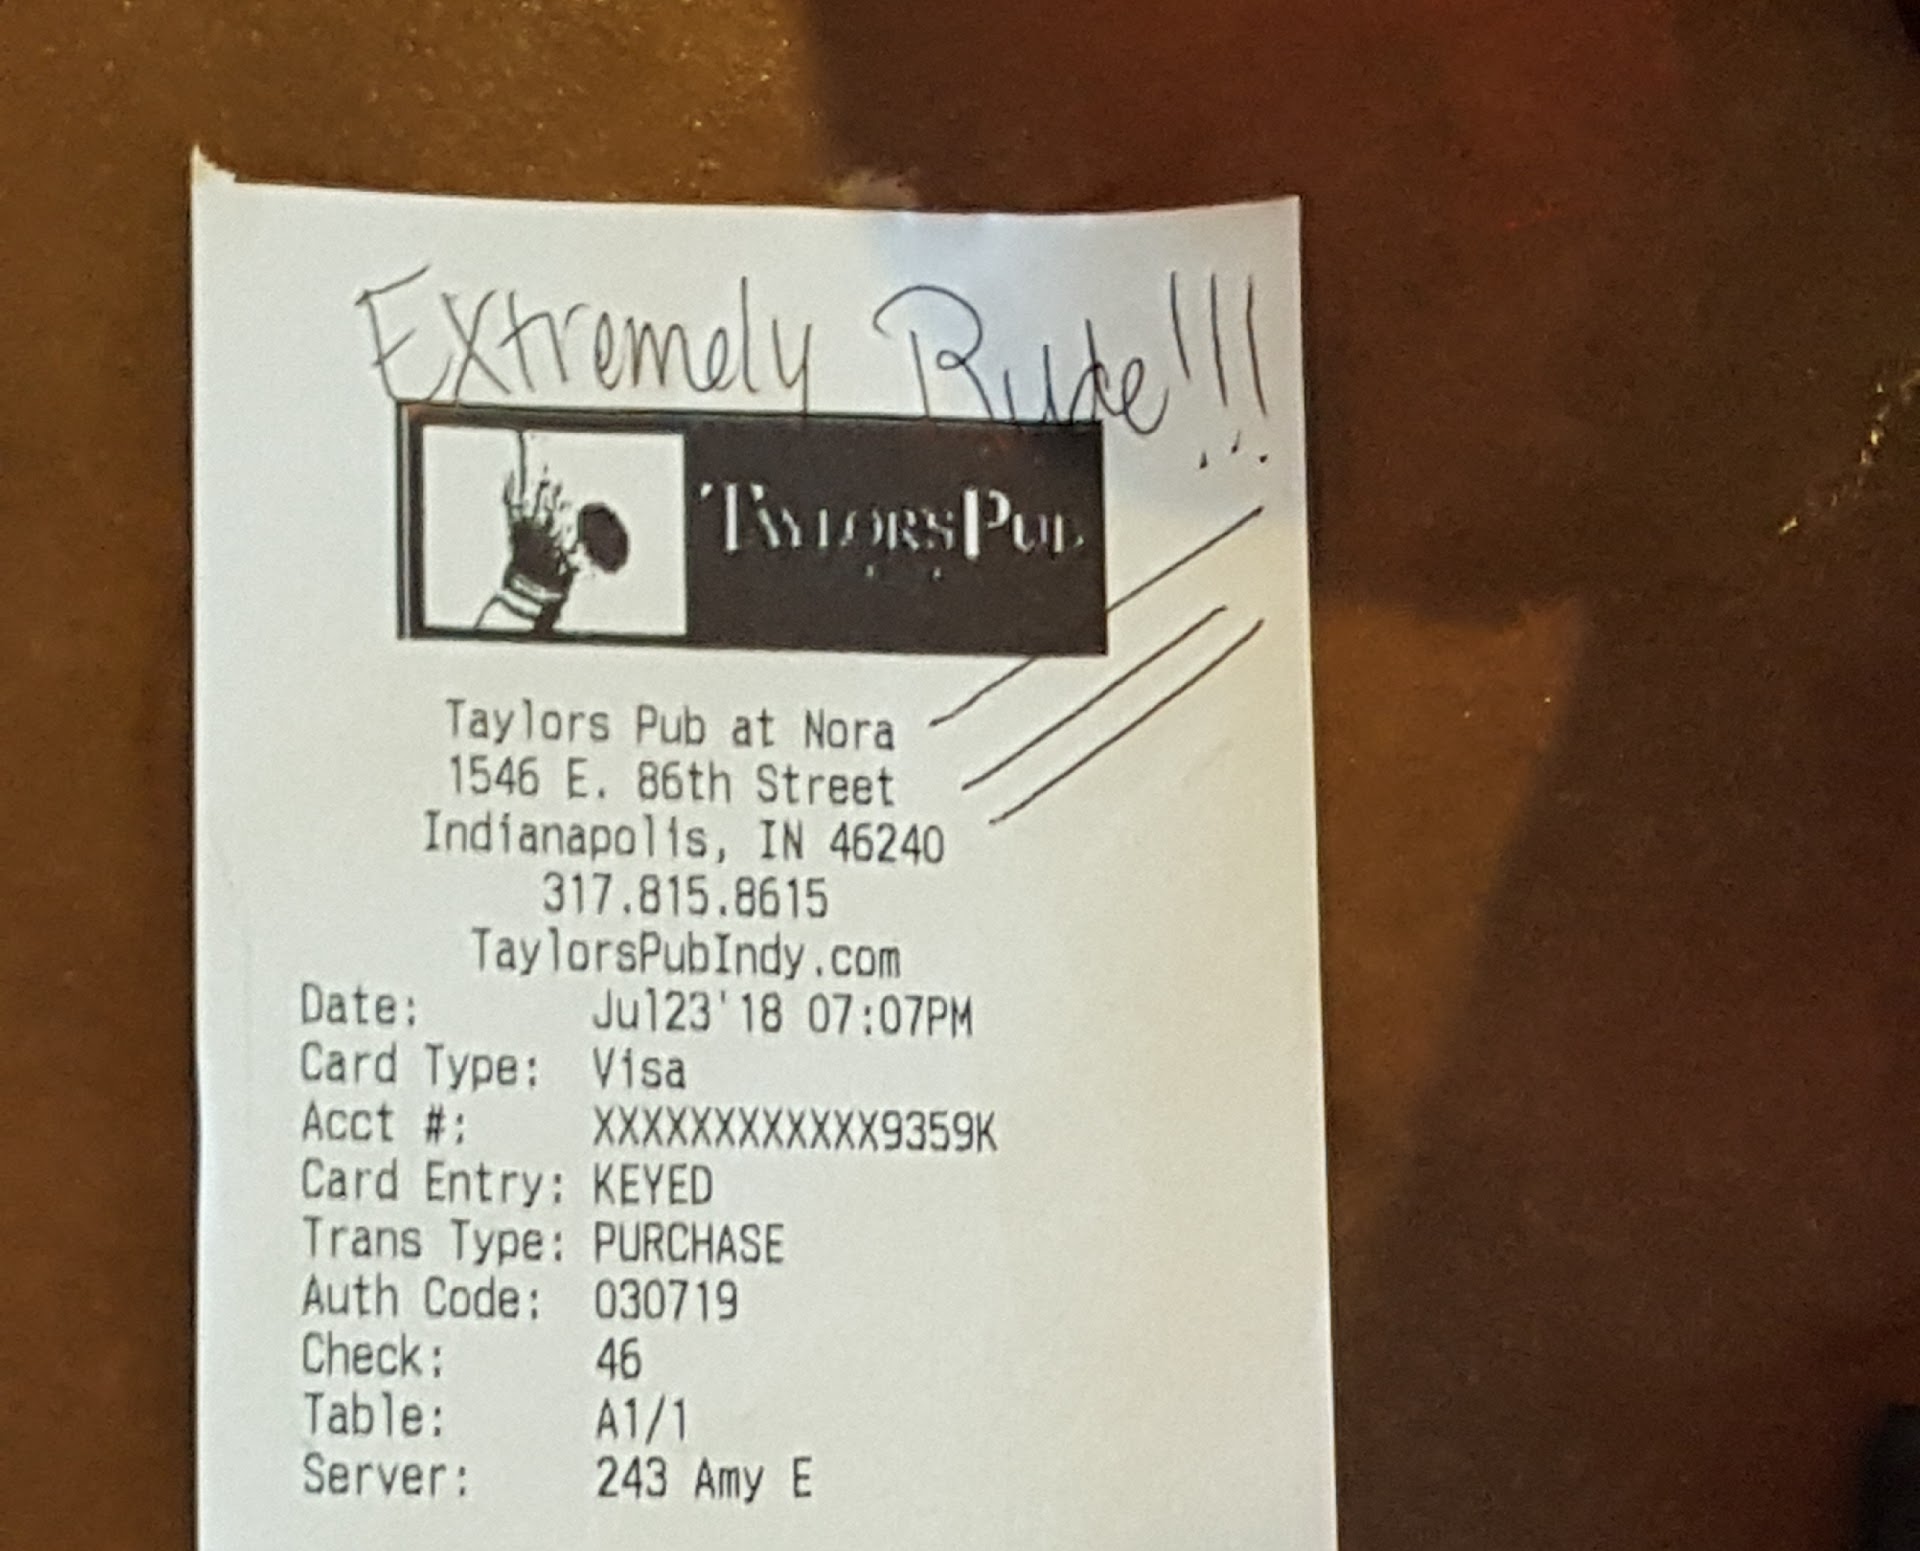 Extremely Rude!!!
TAYLORS PUB
Taylors Pub at Nora
1546 E. 86th Street
Indianapolis, IN 46240
317.815.8615
TaylorsPubIndy.com
Date: Jul23'18 07:07PM
Card Type: Visa
Acct #: XXXXXXXXXXXX9359K
Card Entry: KEYED
Trans Type: PURCHASE
Auth Code: 030719
Check: 46
Table: A1/1
Server: 243 Amy E